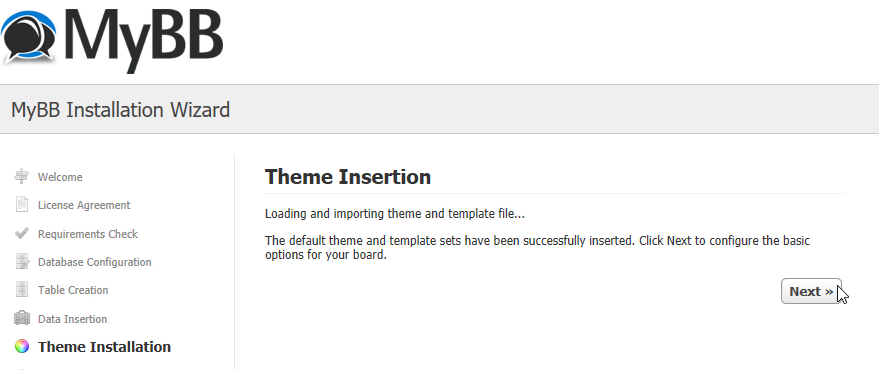 MyBB
MyBB Installation Wizard
Welcome
License Agreement
Requirements Check
Database Configuration
Table Creation
Data Insertion
Theme Installation
Theme Insertion
Loading and importing theme and template file...
The default theme and template sets have been successfully inserted. Click Next to configure the basic
options for your board.
Next »